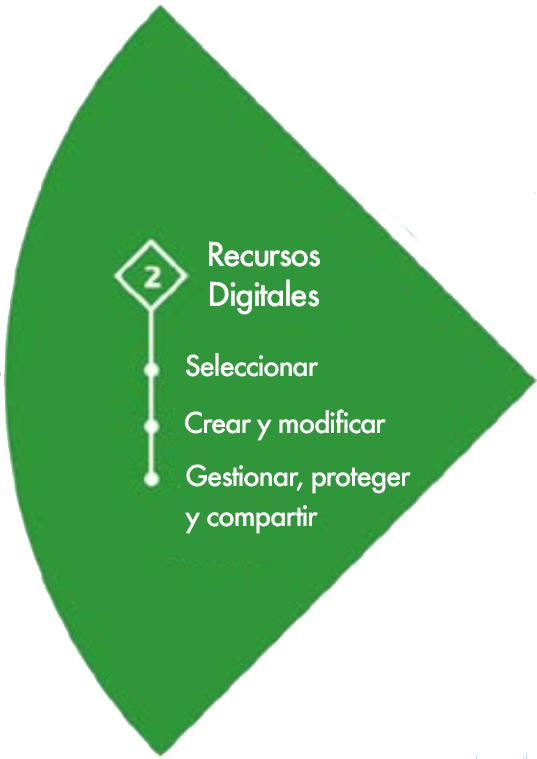 2
Recursos
Digitales
Seleccionar
Crear y modificar
Gestionar, proteger
y compartir